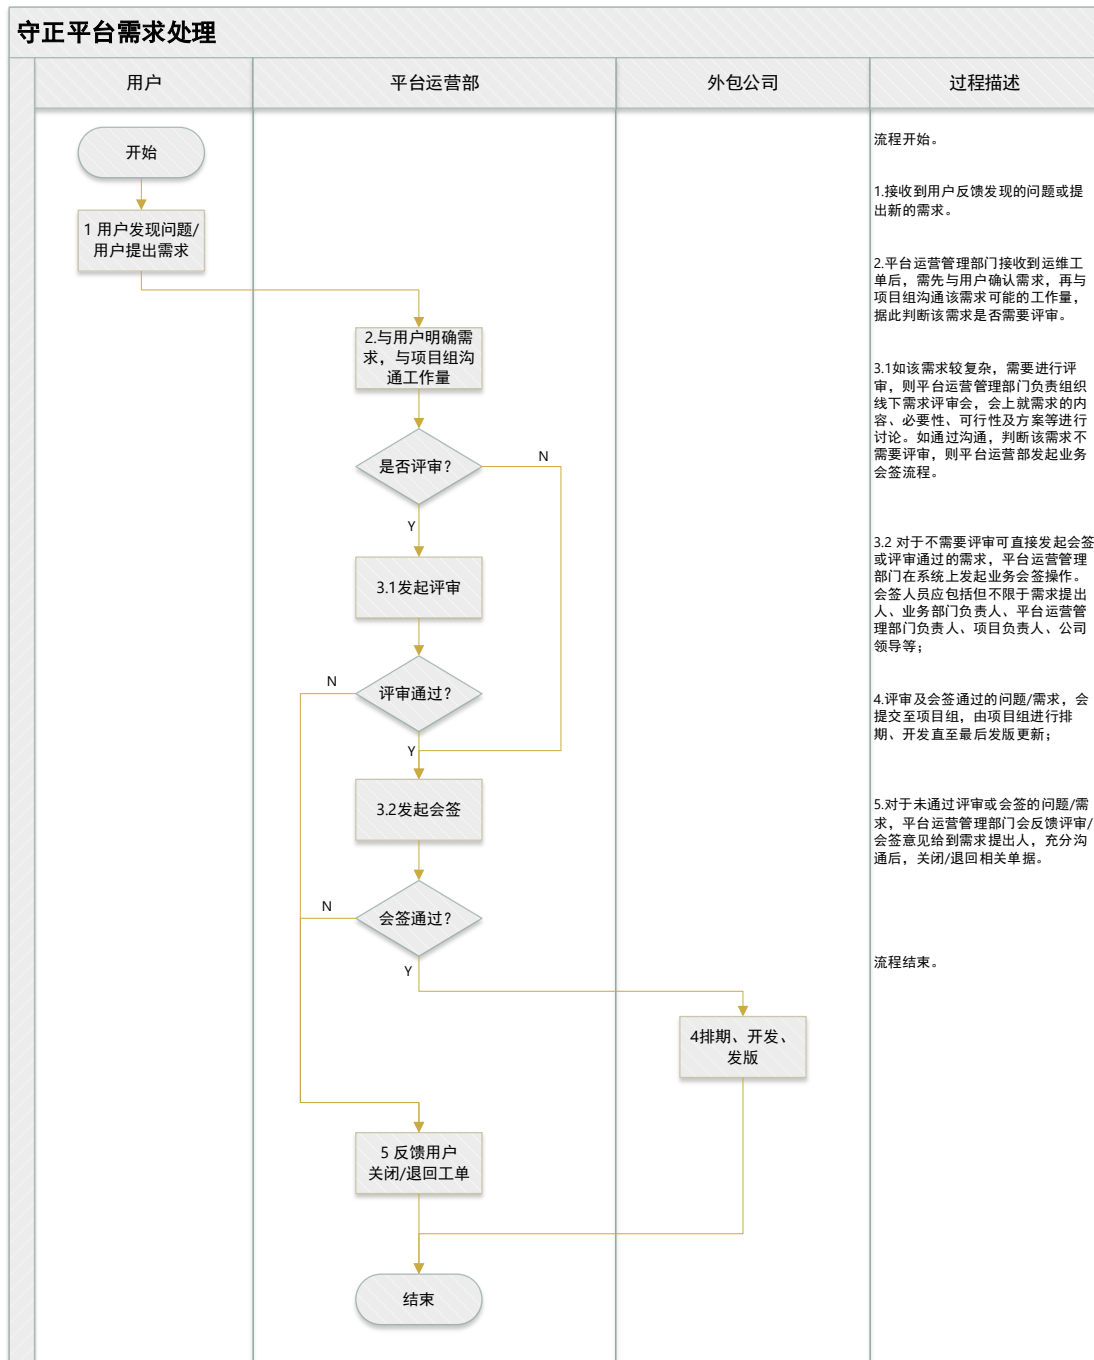 守正平台需求处理
用户
平台运营部
外包公司
过程描述
开始
1 用户发现问题/
用户提出需求
2.与用户明确需
求，与项目组沟
通工作量
是否评审？
N
Y
3.1发起评审
评审通过？
N
Y
3.2发起会签
会签通过？
N
Y
4排期、开发、
发版
5 反馈用户
关闭/退回工单
结束
流程开始。
1.接收到用户反馈发现的问题或提
出新的需求。
2.平台运营管理部门接收到运维工
单后，需先与用户确认需求，再与
项目组沟通该需求可能的工作量，
据此判断该需求是否需要评审。
3.1如该需求较复杂，需要进行评
审，则平台运营管理部门负责组织
线下需求评审会，会上就需求的内
容、必要性、可行性及方案等进行
讨论。如通过沟通，判断该需求不
需要评审，则平台运营部发起业务
会签流程。
3.2 对于不需要评审可直接发起会签
或评审通过的需求，平台运营管理
部门在系统上发起业务会签操作。
会签人员应包括但不限于需求提出
人、业务部门负责人、平台运营管
理部门负责人、项目负责人、公司
领导等；
4.评审及会签通过的问题/需求，会
提交至项目组，由项目组进行排
期、开发直至最后发版更新；
5.对于未通过评审或会签的问题/需
求，平台运营管理部门会反馈评审/
会签意见给到需求提出人，充分沟
通后，关闭/退回相关单据。
流程结束。